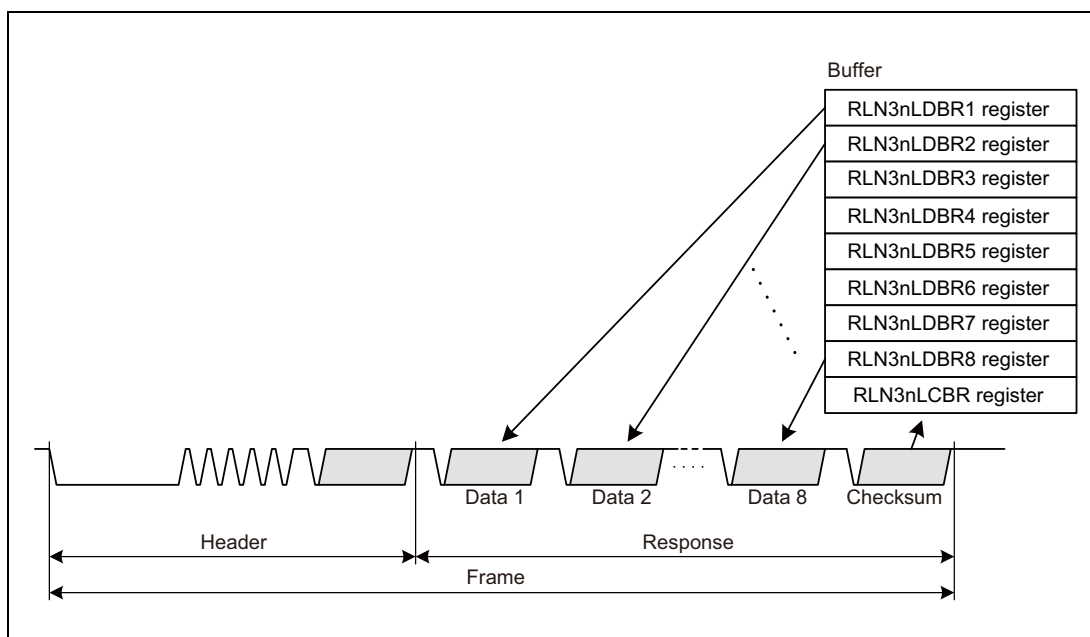 Buffer
RLN3nLDBR1 register
RLN3nLDBR2 register
RLN3nLDBR3 register
RLN3nLDBR4 register
RLN3nLDBR5 register
RLN3nLDBR6 register
RLN3nLDBR7 register
RLN3nLDBR8 register
RLN3nLCBR register
Data 1
Data 2
Data 8
Checksum
Header
Response
Frame